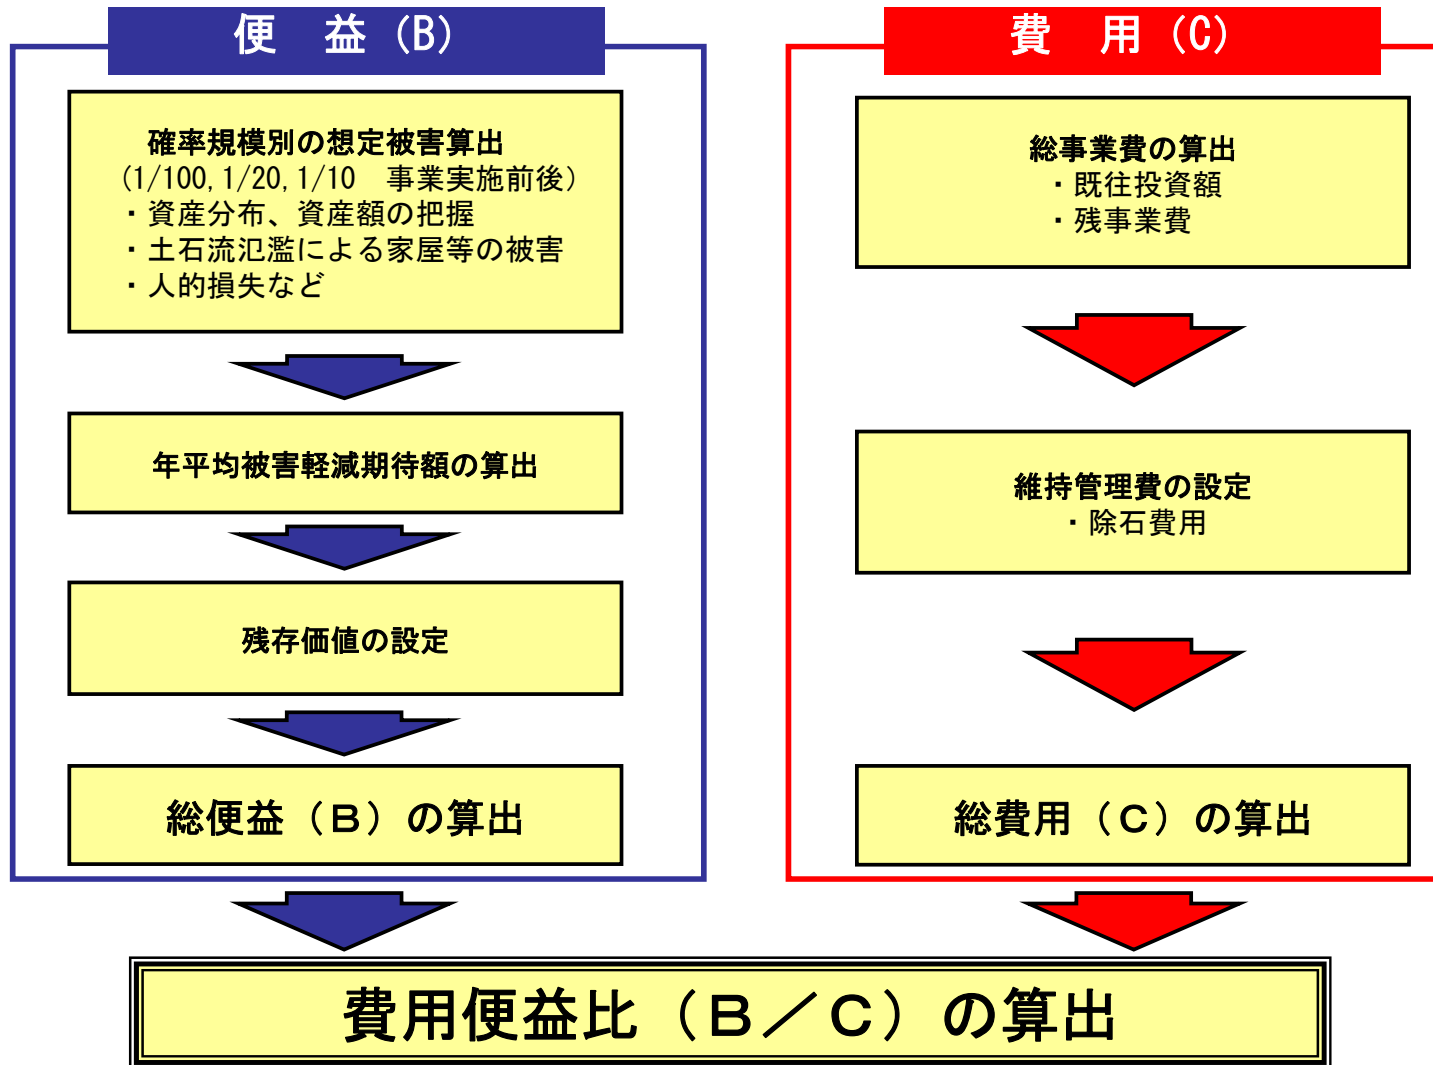 便　益（B）
確率規模別の想定被害算出
（1/100,1/20,1/10　事業実施前後）
・資産分布、資産額の把握
・土石流氾濫による家屋等の被害
・人的損失など
年平均被害軽減期待額の算出
残存価値の設定
総便益（Ｂ）の算出
費　用（C）
総事業費の算出
・既往投資額
・残事業費
維持管理費の設定
・除石費用
総費用（Ｃ）の算出
費用便益比（Ｂ／Ｃ）の算出